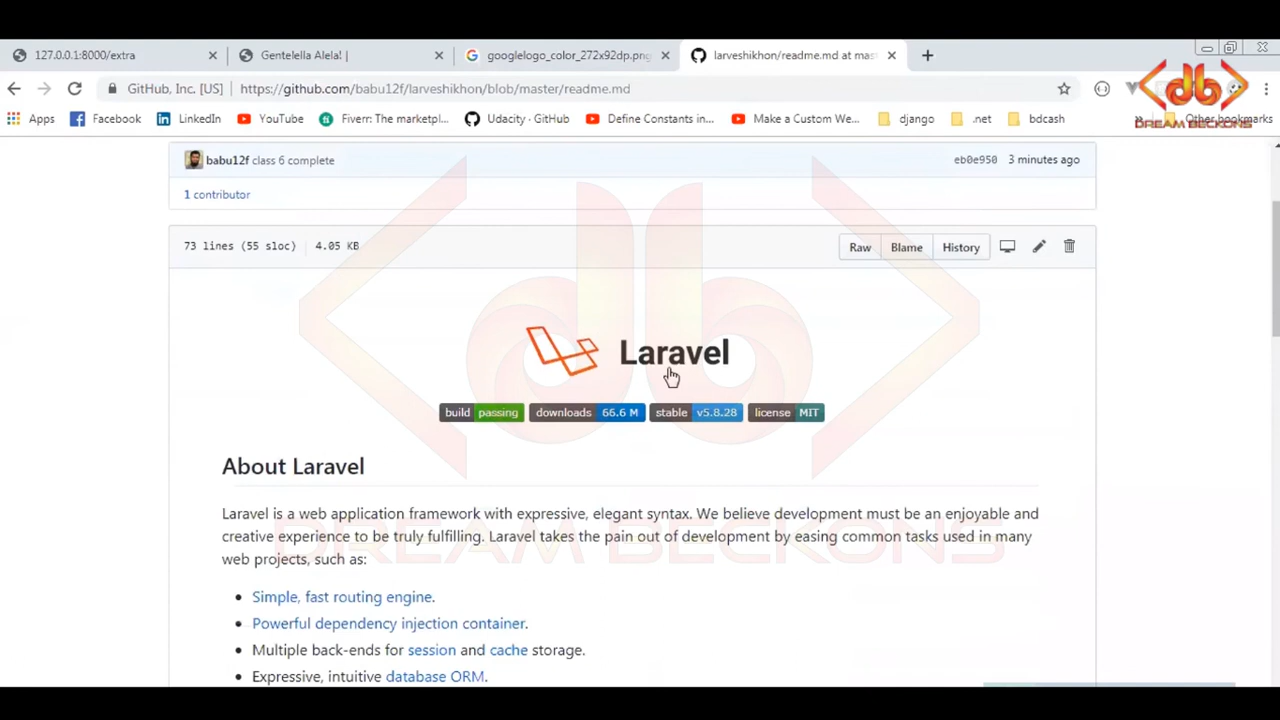 127.0.0.1:8000/extra
Gentelella Alela! |
googlelogo_color_272x92dp.png
larveshikhon/readme.md at mas
GitHub, Inc. [US] https://github.com/babu12f/larveshikhon/blob/master/readme.md
Apps Facebook LinkedIn YouTube Fiverr: The marketpl... Udacity · GitHub Define Constants in... Make a Custom We... django .net bdcash » Other bookmarks
DREAM BECKONS
babu12f class 6 complete eb0e950 3 minutes ago
1 contributor
73 lines (55 sloc) 4.05 KB Raw Blame History
Laravel
build passing downloads 66.6 M stable v5.8.28 license MIT
About Laravel
Laravel is a web application framework with expressive, elegant syntax. We believe development must be an enjoyable and
creative experience to be truly fulfilling. Laravel takes the pain out of development by easing common tasks used in many
DREAM BECKONS
web projects, such as:
• Simple, fast routing engine.
• Powerful dependency injection container.
• Multiple back-ends for session and cache storage.
• Expressive, intuitive database ORM.